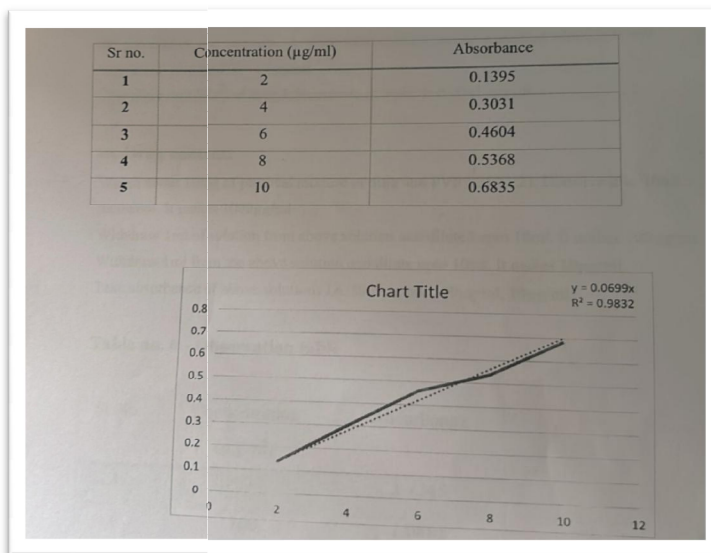 Sr no. Concentration (µg/ml) Absorbance
1 2 0.1395
2 4 0.3031
3 6 0.4604
4 8 0.5368
5 10 0.6835
Chart Title
y = 0.0699x
R² = 0.9832
0.8
0.7
0.6
0.5
0.4
0.3
0.2
0.1
0
0 2 4 6 8 10 12